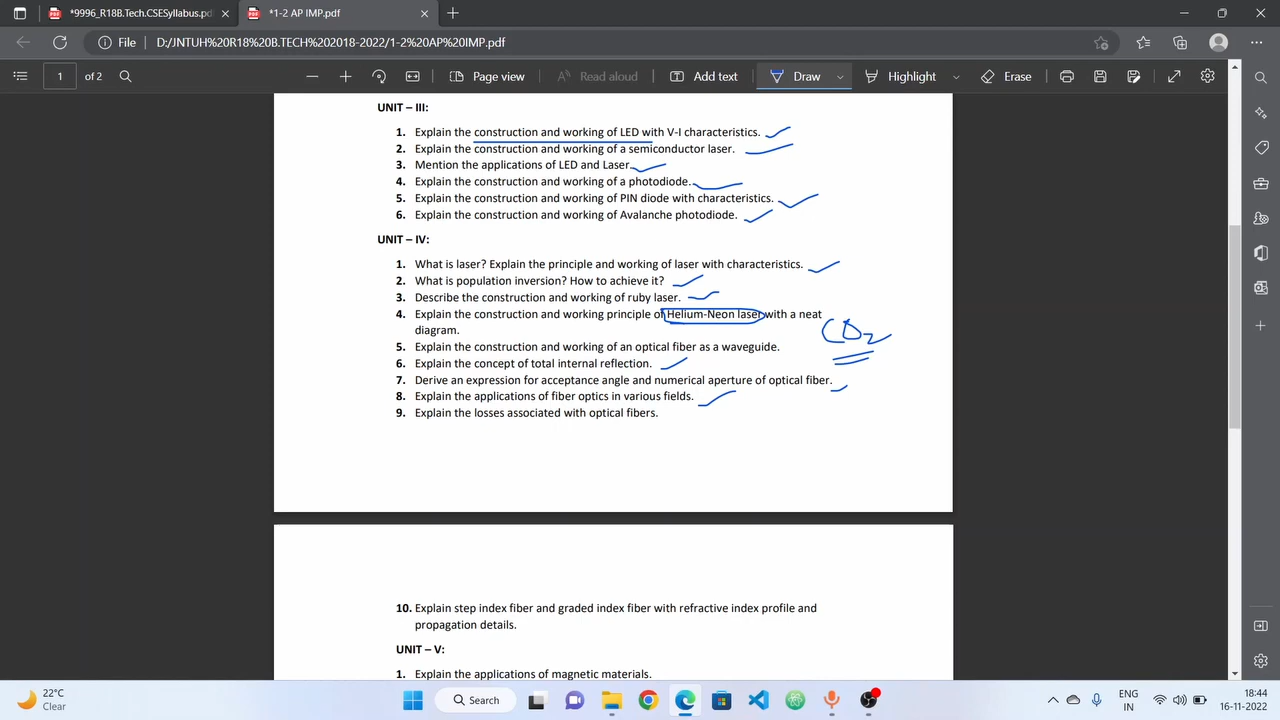 *9996_R18B.Tech.CSESyllabus.pdf
*1-2 AP IMP.pdf
File D:/JNTUH%20R18%20B.TECH%202018-2022/1-2%20AP%20IMP.pdf
1 of 2 Page view Read aloud Add text Draw Highlight Erase
UNIT – III:
1. Explain the construction and working of LED with V-I characteristics.
2. Explain the construction and working of a semiconductor laser.
3. Mention the applications of LED and Laser
4. Explain the construction and working of a photodiode.
5. Explain the construction and working of PIN diode with characteristics.
6. Explain the construction and working of Avalanche photodiode.
UNIT – IV:
1. What is laser? Explain the principle and working of laser with characteristics.
2. What is population inversion? How to achieve it?
3. Describe the construction and working of ruby laser.
4. Explain the construction and working principle of Helium-Neon laser with a neat
diagram.
CO2
5. Explain the construction and working of an optical fiber as a waveguide.
6. Explain the concept of total internal reflection.
7. Derive an expression for acceptance angle and numerical aperture of optical fiber.
8. Explain the applications of fiber optics in various fields.
9. Explain the losses associated with optical fibers.
10. Explain step index fiber and graded index fiber with refractive index profile and
propagation details.
UNIT – V:
1. Explain the applications of magnetic materials.
22°C
Clear
Search
ENG
IN
18:44
16-11-2022